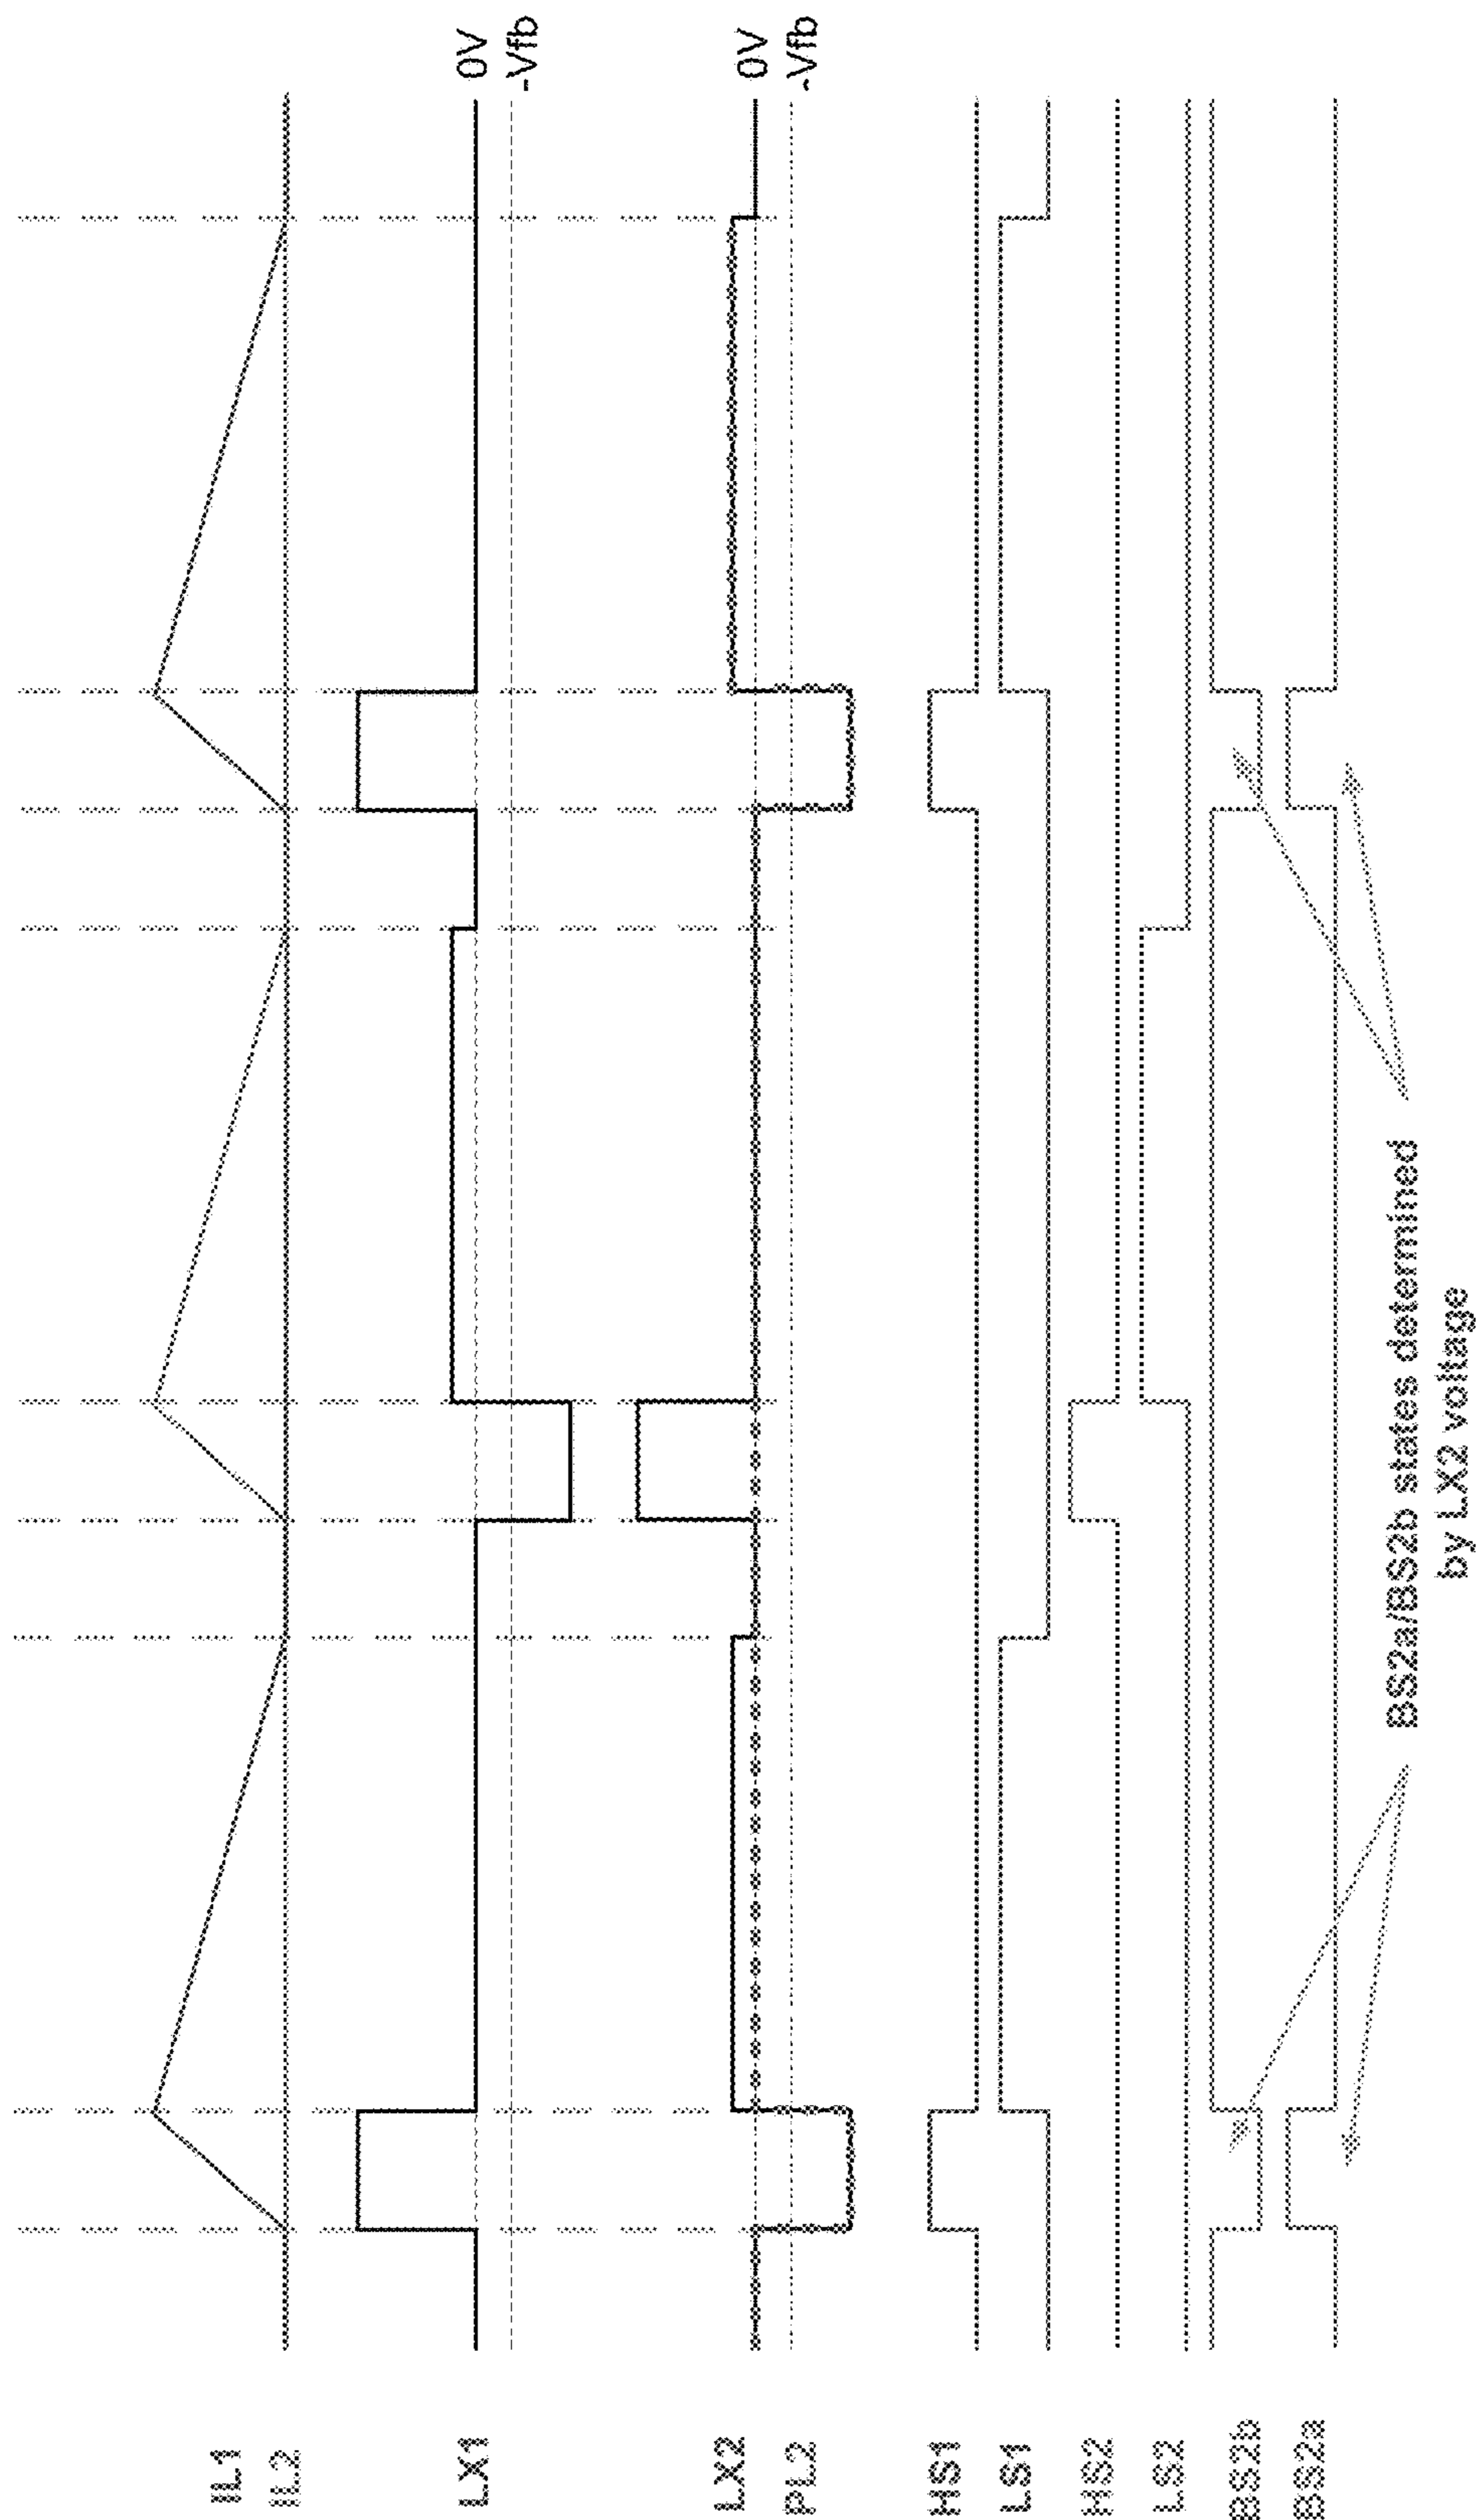 IL1
IL2
LX1
0V
-Vfb
LX2
PL2
0V
-Vfb
HS1
LS1
HS2
LS2
BS2b
BS2a
BS2a/BS2b states determined
by LX2 voltage